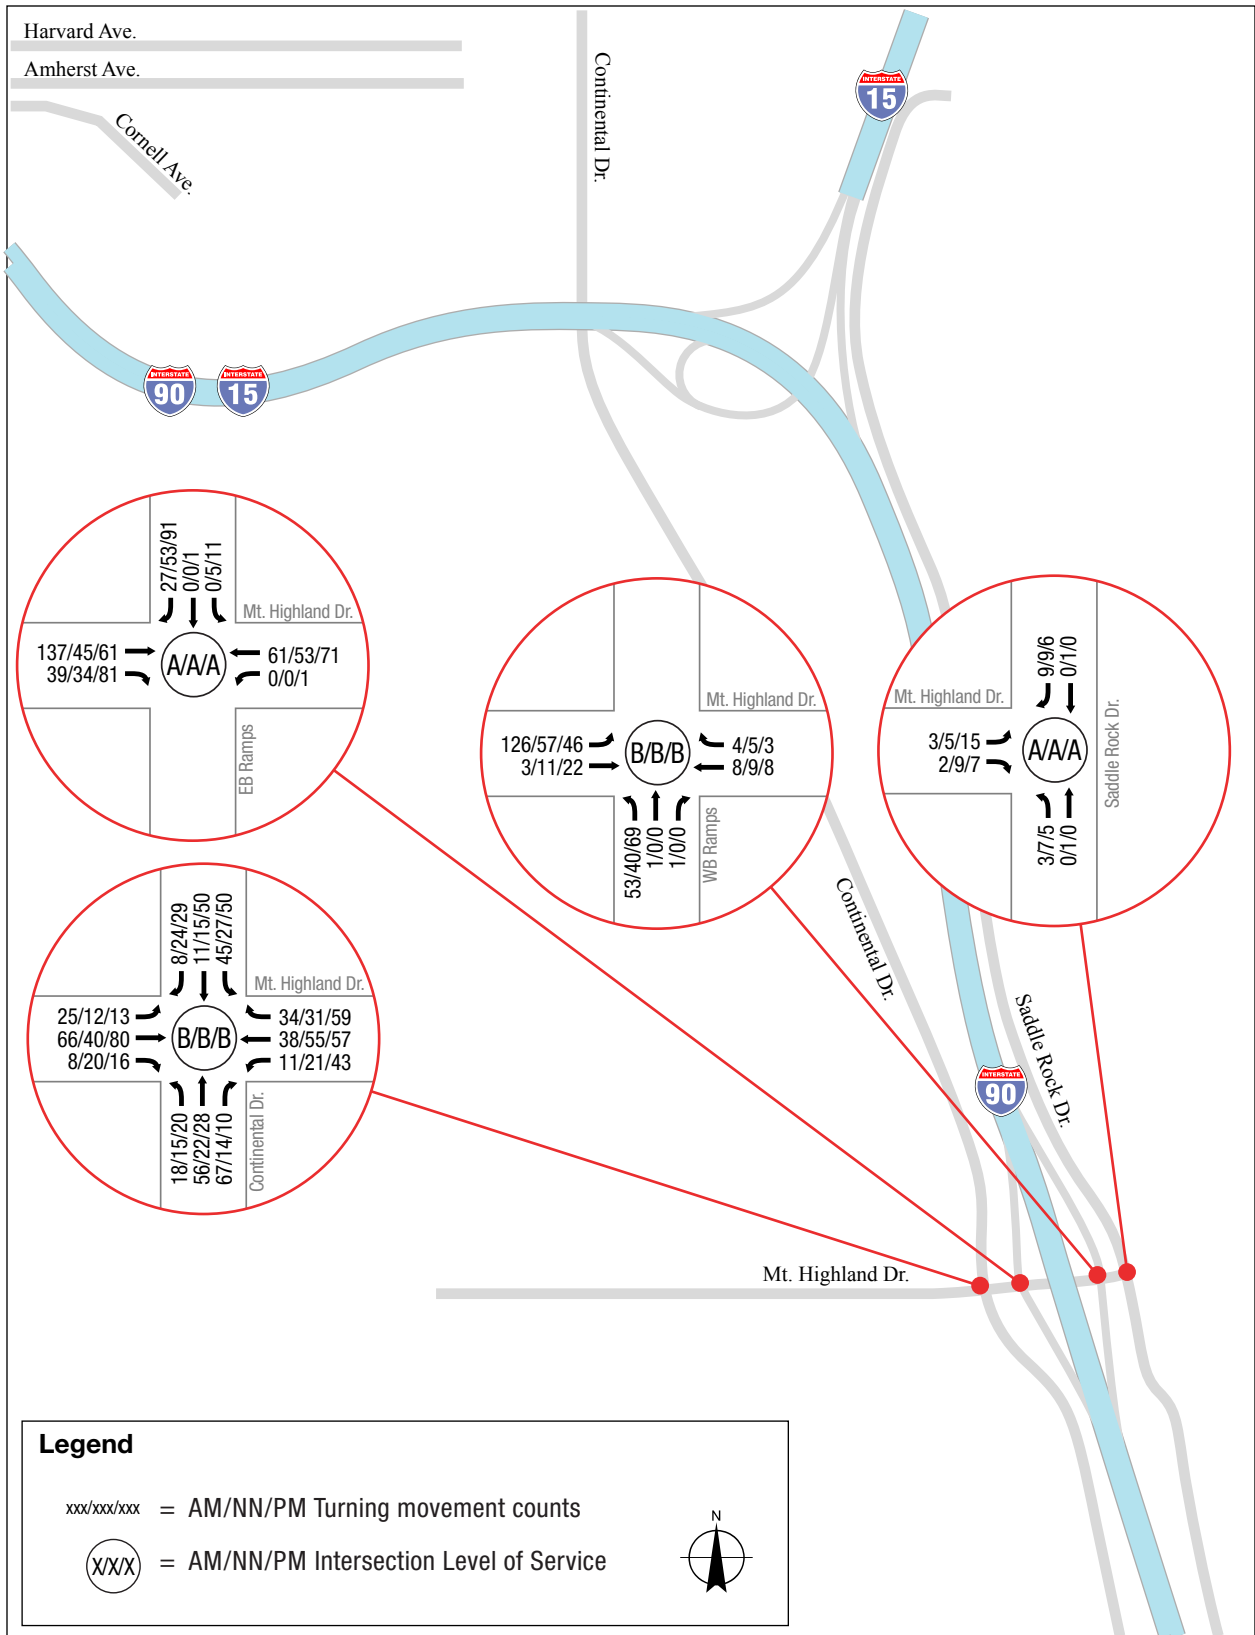 Harvard Ave.
Amherst Ave.
Cornell Ave.
Continental Dr.
INTERSTATE
15
INTERSTATE
90
INTERSTATE
15
27/53/91
0/0/1
0/5/11
Mt. Highland Dr.
137/45/61
39/34/81
A/A/A
61/53/71
0/0/1
EB Ramps
Mt. Highland Dr.
126/57/46
3/11/22
B/B/B
4/5/3
8/9/8
53/40/69
1/0/0
1/0/0
WB Ramps
9/9/6
0/1/0
Mt. Highland Dr.
3/5/15
2/9/7
A/A/A
3/7/5
0/1/0
Saddle Rock Dr.
8/24/29
11/15/50
45/27/50
Mt. Highland Dr.
25/12/13
66/40/80
8/20/16
B/B/B
34/31/59
38/55/57
11/21/43
18/15/20
56/22/28
67/14/10
Continental Dr.
Continental Dr.
Saddle Rock Dr.
INTERSTATE
90
Mt. Highland Dr.
Legend
xxx/xxx/xxx = AM/NN/PM Turning movement counts
X/X/X = AM/NN/PM Intersection Level of Service
N